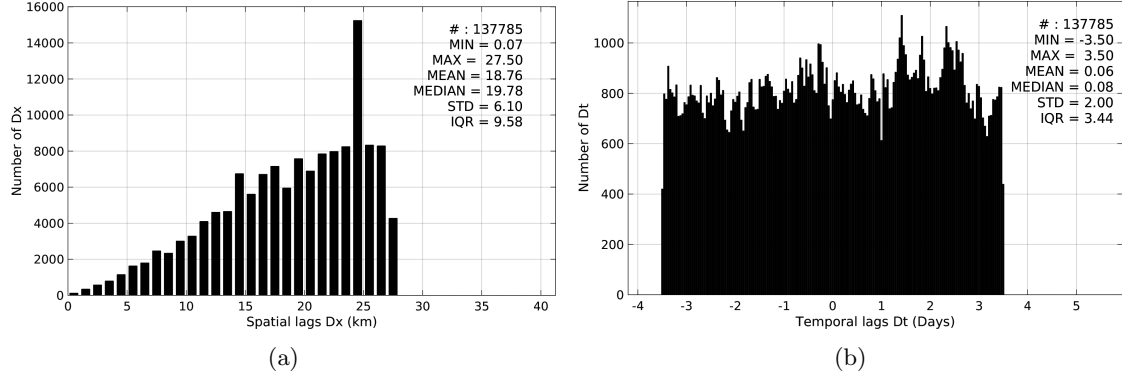 16000
14000
12000
10000
8000
6000
4000
2000
0
Number of Dx
# : 137785
MIN = 0.07
MAX = 27.50
MEAN = 18.76
MEDIAN = 19.78
STD = 6.10
IQR = 9.58
0 5 10 15 20 25 30 35 40
Spatial lags Dx (km)
(a)
1000
800
600
400
200
0
Number of Dt
# : 137785
MIN = -3.50
MAX = 3.50
MEAN = 0.06
MEDIAN = 0.08
STD = 2.00
IQR = 3.44
-4 -3 -2 -1 0 1 2 3 4 5
Temporal lags Dt (Days)
(b)